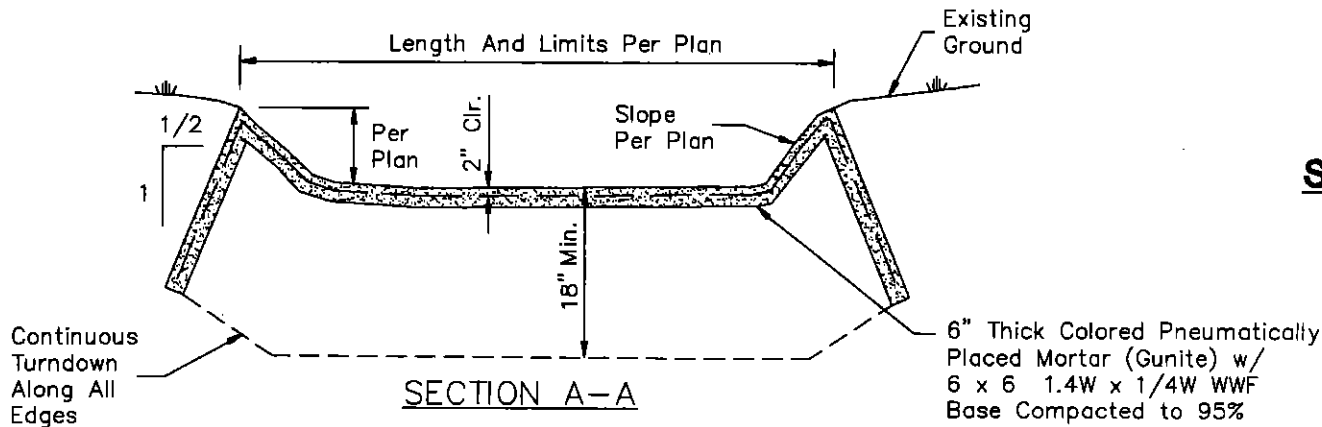 Length And Limits Per Plan
Existing
Ground
1/2
1
Per
Plan
2" Clr.
Slope
Per Plan
S
18" Min.
Continuous
Turndown
Along All
Edges
SECTION A-A
6" Thick Colored Pneumatically
Placed Mortar (Gunite) w/
6 x 6 1.4W x 1/4W WWF
Base Compacted to 95%